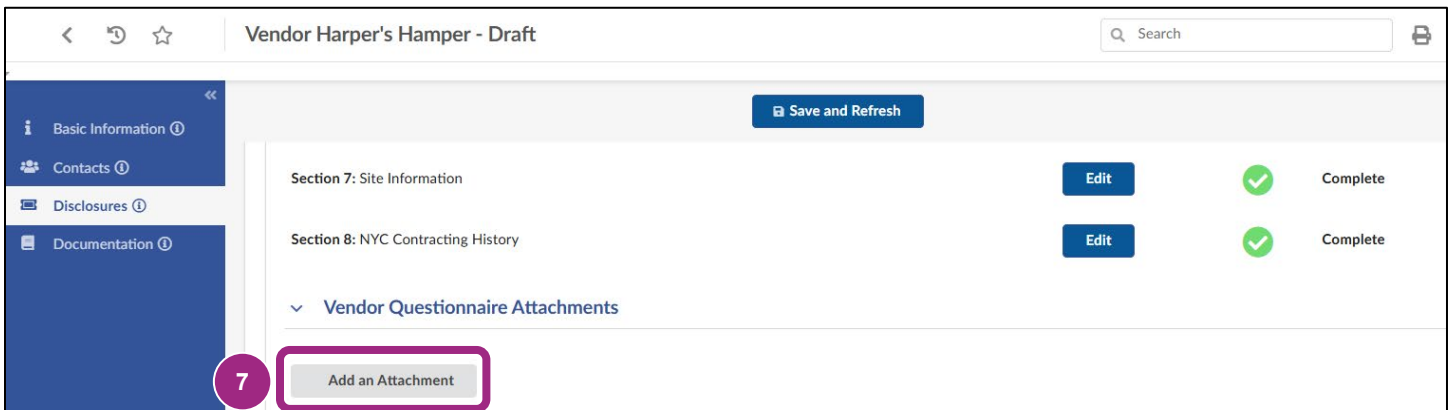 Vendor Harper's Hamper - Draft
Search
Save and Refresh
Basic Information
Contacts
Disclosures
Documentation
Section 7: Site Information Edit Complete
Section 8: NYC Contracting History Edit Complete
Vendor Questionnaire Attachments
7 Add an Attachment